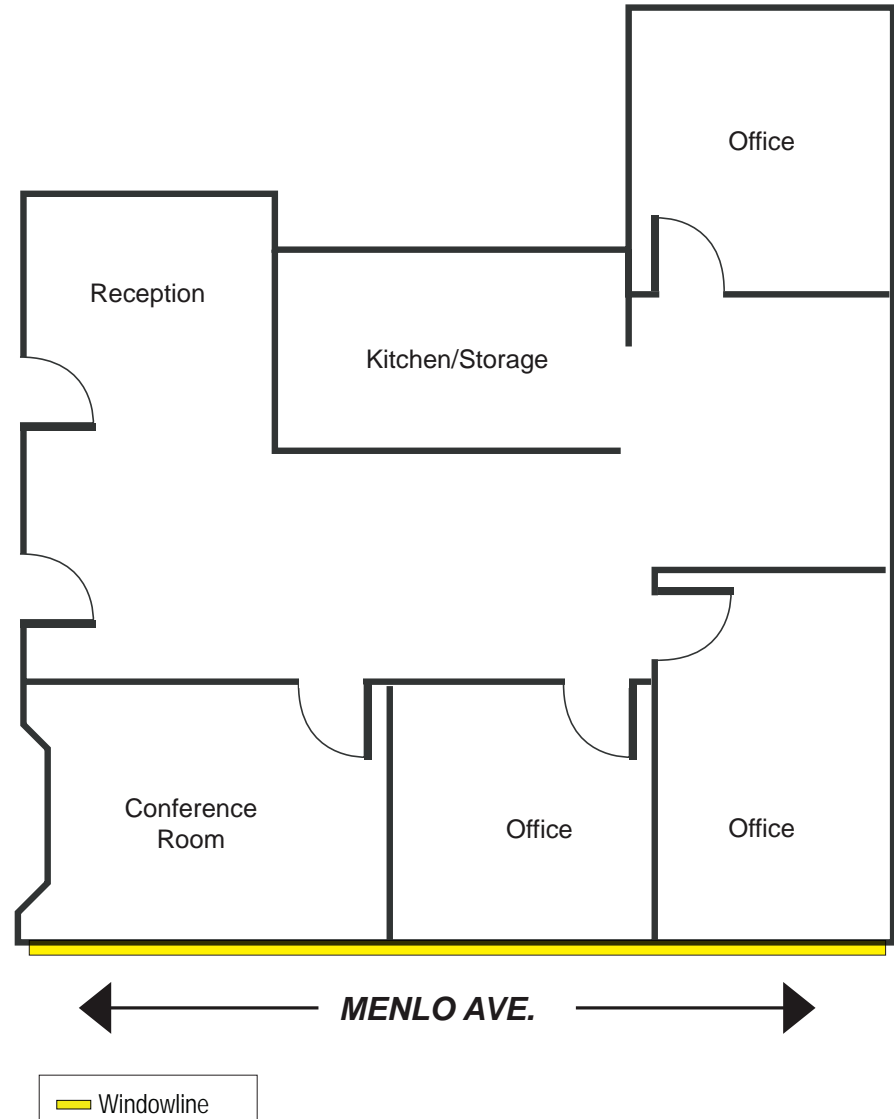 Office
Reception
Kitchen/Storage
Conference
Room
Office
Office
MENLO AVE.
Windowline